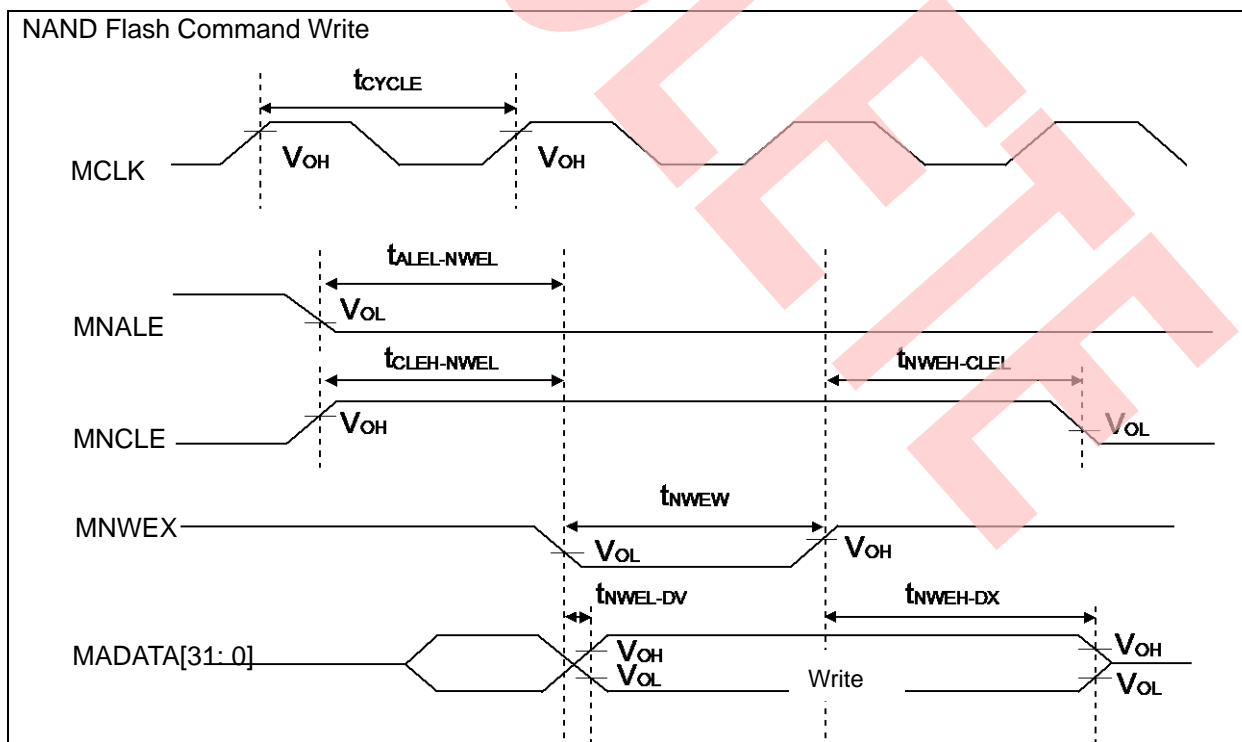 NAND Flash Command Write
tCYCLE
MCLK
VOH
VOH
tALEL-NWEL
MNALE
VOL
tCLEH-NWEL
tNWEH-CLEL
MNCLE
VOH
VOL
tNWEW
MNWEX
VOL
VOH
tNWEL-DV
tNWEH-DX
MADATA[31: 0]
VOH
VOH
VOL
Write
VOL